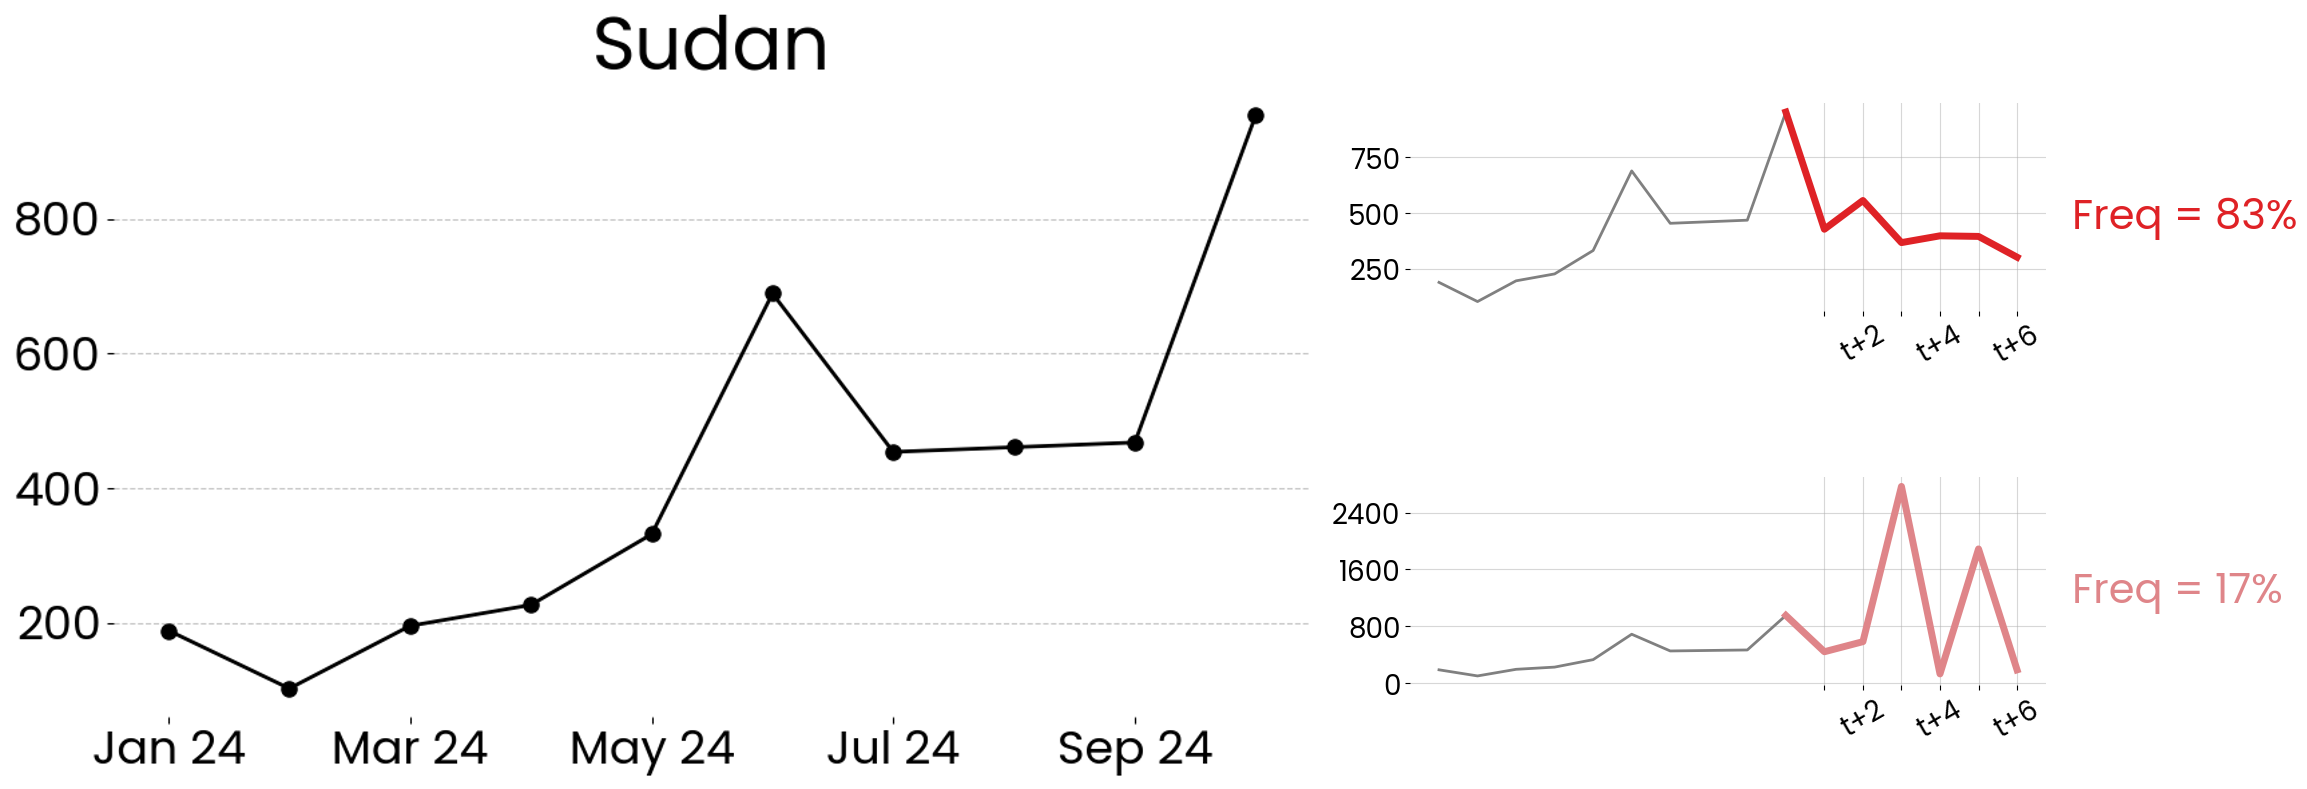 Sudan
800
600
400
200
Jan 24
Mar 24
May 24
Jul 24
Sep 24
750
500
250
t+2
t+4
t+6
Freq = 83%
2400
1600
800
0
t+2
t+4
t+6
Freq = 17%